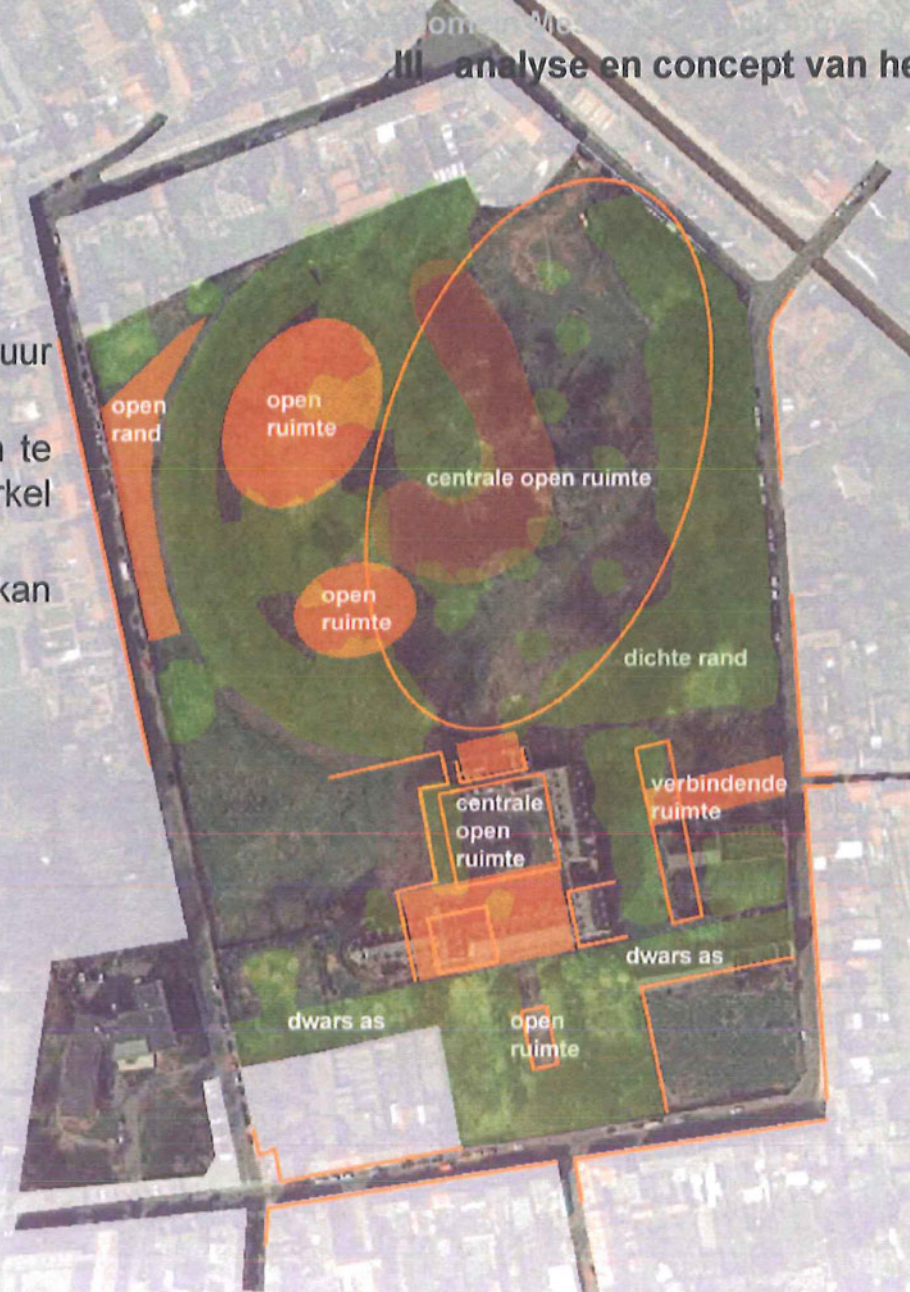 III analyse en concept van he
uur
open
rand
open
ruimte
te
rkel
centrale open ruimte
kan
open
ruimte
dichte rand
verbindende
ruimte
centrale
open
ruimte
dwars as
dwars as
open
ruimte